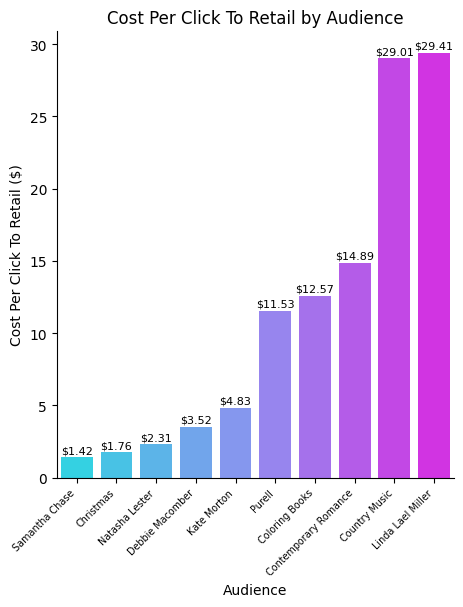 Cost Per Click To Retail by Audience
Cost Per Click To Retail ($)
30
25
20
15
10
5
0
$1.42
$1.76
$2.31
$3.52
$4.83
$11.53
$12.57
$14.89
$29.01
$29.41
Samantha Chase
Christmas
Natasha Lester
Debbie Macomber
Kate Morton
Purell
Coloring Books
Contemporary Romance
Country Music
Linda Lael Miller
Audience